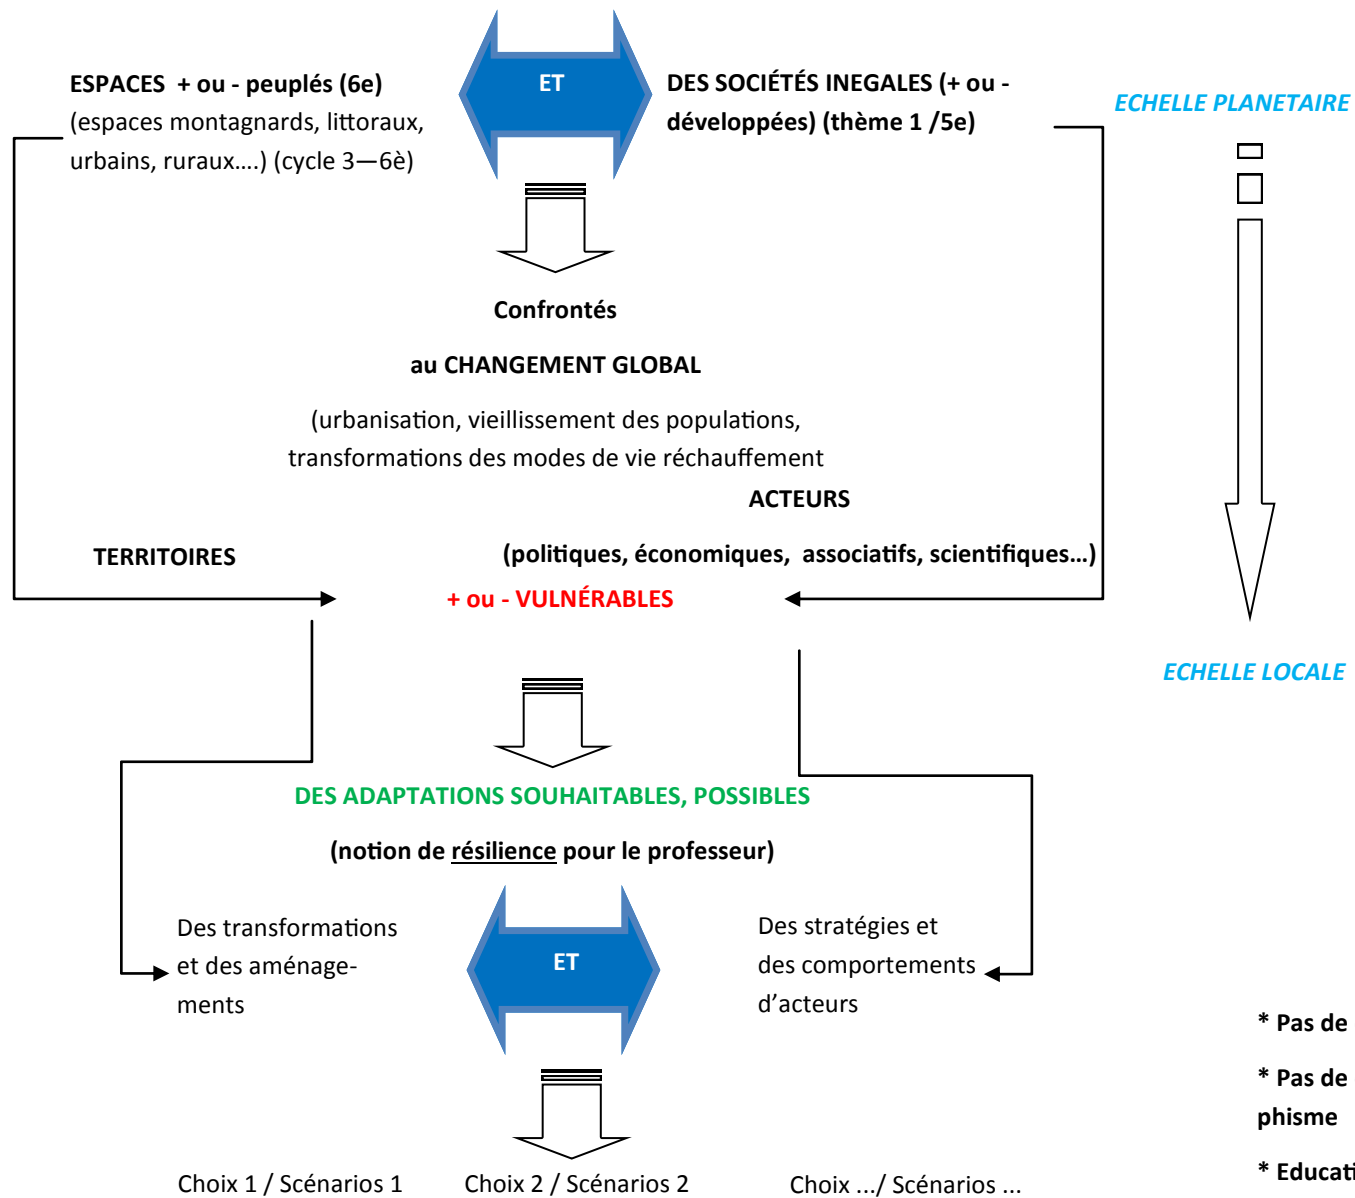 ESPACES + ou - peuplés (6e)
(espaces montagnards, littoraux,
urbains, ruraux….) (cycle 3—6è)
ET
DES SOCIÉTÉS INEGALES (+ ou -
développées) (thème 1 /5e)
ECHELLE PLANETAIRE
Confrontés
au CHANGEMENT GLOBAL
(urbanisation, vieillissement des populations,
transformations des modes de vie réchauffement
ACTEURS
TERRITOIRES
(politiques, économiques, associatifs, scientifiques…)
+ ou - VULNÉRABLES
ECHELLE LOCALE
DES ADAPTATIONS SOUHAITABLES, POSSIBLES
(notion de résilience pour le professeur)
Des transformations
et des aménage-
ments
ET
Des stratégies et
des comportements
d’acteurs
* Pas de
* Pas de
phisme
* Educati
Choix 1 / Scénarios 1
Choix 2 / Scénarios 2
Choix .../ Scénarios ...